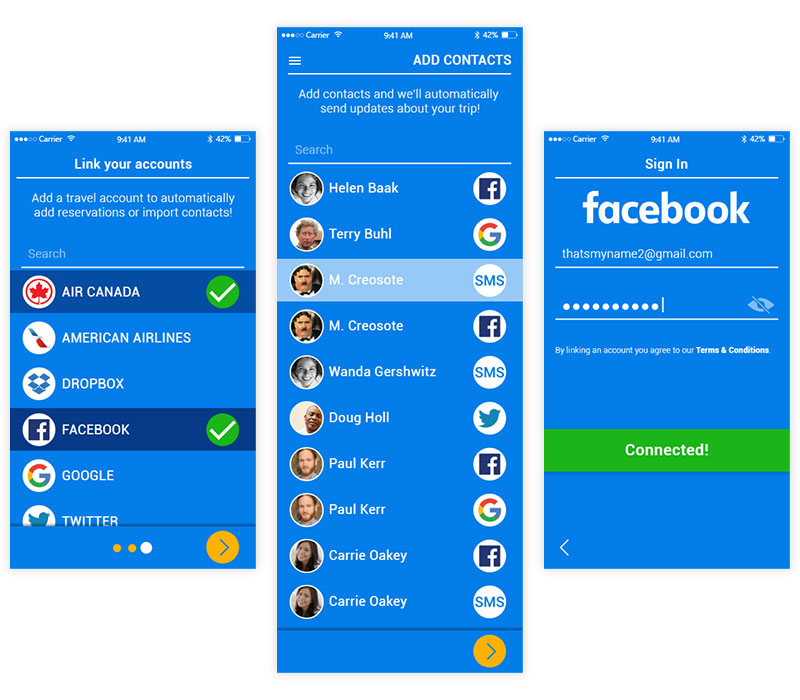 Carrier 9:41 AM 42%
Link your accounts
Add a travel account to automatically
add reservations or import contacts!
Search
AIR CANADA
AMERICAN AIRLINES
DROPBOX
FACEBOOK
GOOGLE
TWITTER
Carrier 9:41 AM 42%
ADD CONTACTS
Add contacts and we'll automatically
send updates about your trip!
Search
Helen Baak
Terry Buhl
M. Creosote SMS
M. Creosote
Wanda Gershwitz SMS
Doug Holl
Paul Kerr
Paul Kerr
Carrie Oakey
Carrie Oakey SMS
Carrier 9:41 AM 42%
Sign In
facebook
thatsmyname2@gmail.com
By linking an account you agree to our Terms & Conditions.
Connected!